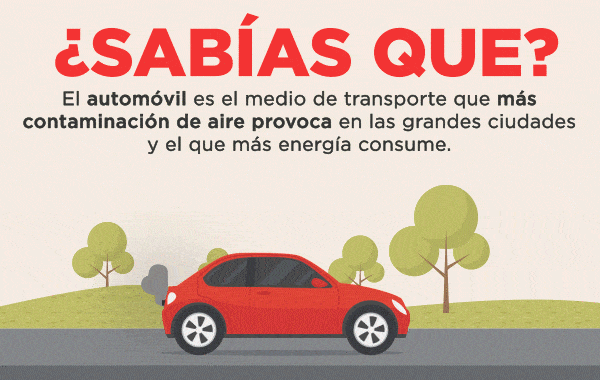 ¿SABÍAS QUE?
El automóvil es el medio de transporte que más
contaminación de aire provoca en las grandes ciudades
y el que más energía consume.